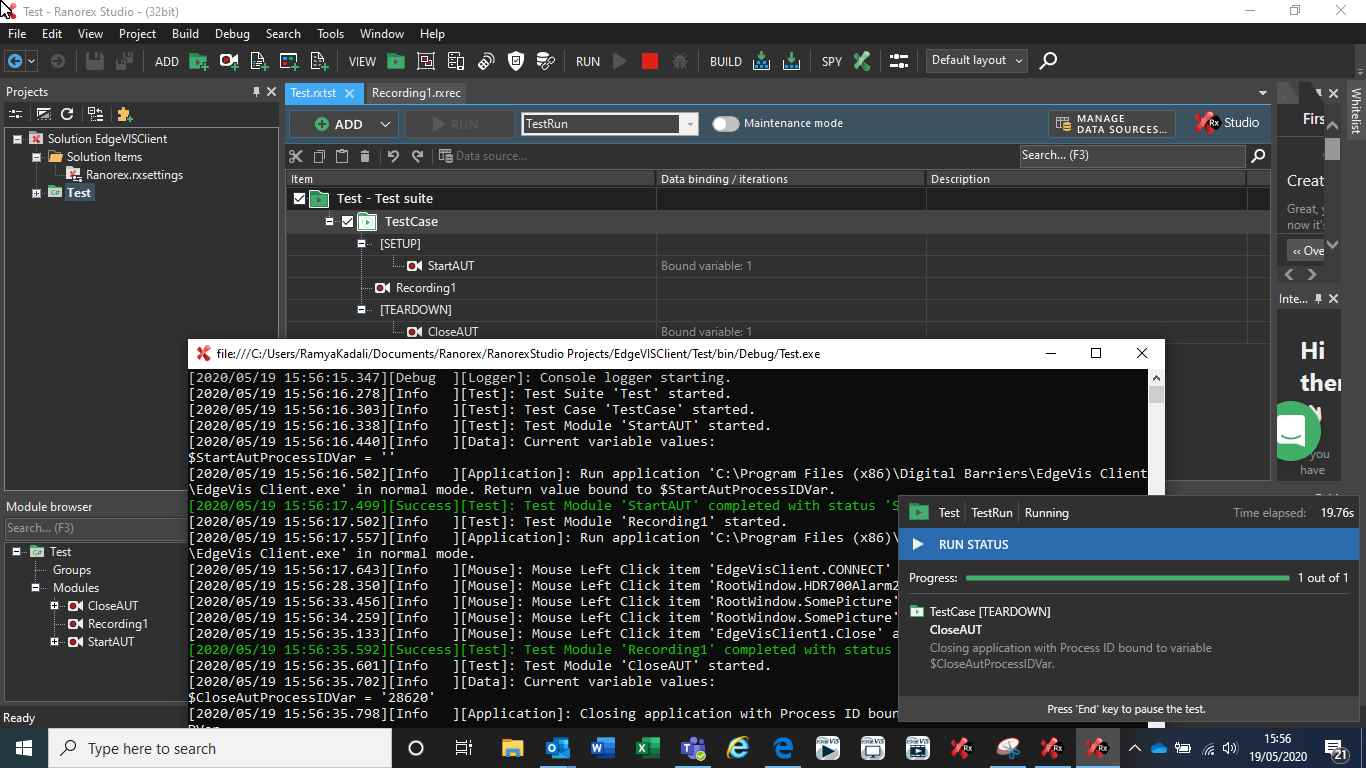 Test - Ranorex Studio - (32bit)
File Edit View Project Build Debug Search Tools Window Help
ADD VIEW RUN BUILD SPY Default layout
Projects
Test.rxtst Recording1.rxrec
ADD RUN TestRun Maintenance mode MANAGE DATA SOURCES... Rx Studio
Data source... Search... (F3)
Item Data binding / iterations Description
Solution EdgeVISClient
Solution Items
Ranorex.rxsettings
Test
Test - Test suite
TestCase
[SETUP]
StartAUT Bound variable: 1
Recording1
[TEARDOWN]
CloseAUT Bound variable: 1
Whitelist
Firs
Creat
Great, y
now it's
‹‹ Ove
Inte...
Hi
ther
you
have
file:///C:/Users/RamyaKadali/Documents/Ranorex/RanorexStudio Projects/EdgeVISClient/Test/bin/Debug/Test.exe
[2020/05/19 15:56:15.347][Debug  ][Logger]: Console logger starting.
[2020/05/19 15:56:16.278][Info   ][Test]: Test Suite 'Test' started.
[2020/05/19 15:56:16.303][Info   ][Test]: Test Case 'TestCase' started.
[2020/05/19 15:56:16.338][Info   ][Test]: Test Module 'StartAUT' started.
[2020/05/19 15:56:16.440][Info   ][Data]: Current variable values:
$StartAutProcessIDVar = ''
[2020/05/19 15:56:16.502][Info   ][Application]: Run application 'C:\Program Files (x86)\Digital Barriers\EdgeVis Client
\EdgeVis Client.exe' in normal mode. Return value bound to $StartAutProcessIDVar.
[2020/05/19 15:56:17.499][Success][Test]: Test Module 'StartAUT' completed with status 'S
[2020/05/19 15:56:17.502][Info   ][Test]: Test Module 'Recording1' started.
[2020/05/19 15:56:17.557][Info   ][Application]: Run application 'C:\Program Files (x86)\
\EdgeVis Client.exe' in normal mode.
[2020/05/19 15:56:17.643][Info   ][Mouse]: Mouse Left Click item 'EdgeVisClient.CONNECT'
[2020/05/19 15:56:28.350][Info   ][Mouse]: Mouse Left Click item 'RootWindow.HDR700Alarm2
[2020/05/19 15:56:33.456][Info   ][Mouse]: Mouse Left Click item 'RootWindow.SomePicture'
[2020/05/19 15:56:34.259][Info   ][Mouse]: Mouse Left Click item 'RootWindow.SomePicture'
[2020/05/19 15:56:35.133][Info   ][Mouse]: Mouse Left Click item 'EdgeVisClient1.Close' a
[2020/05/19 15:56:35.592][Success][Test]: Test Module 'Recording1' completed with status
[2020/05/19 15:56:35.601][Info   ][Test]: Test Module 'CloseAUT' started.
[2020/05/19 15:56:35.702][Info   ][Data]: Current variable values:
$CloseAutProcessIDVar = '28620'
[2020/05/19 15:56:35.798][Info   ][Application]: Closing application with Process ID boun
Module browser
Search... (F3)
Test
Groups
Modules
CloseAUT
Recording1
StartAUT
Test TestRun Running Time elapsed: 19.76s
RUN STATUS
Progress: 1 out of 1
TestCase [TEARDOWN]
CloseAUT
Closing application with Process ID bound to variable
$CloseAutProcessIDVar.
Press 'End' key to pause the test.
Ready
Type here to search
15:56
19/05/2020
21